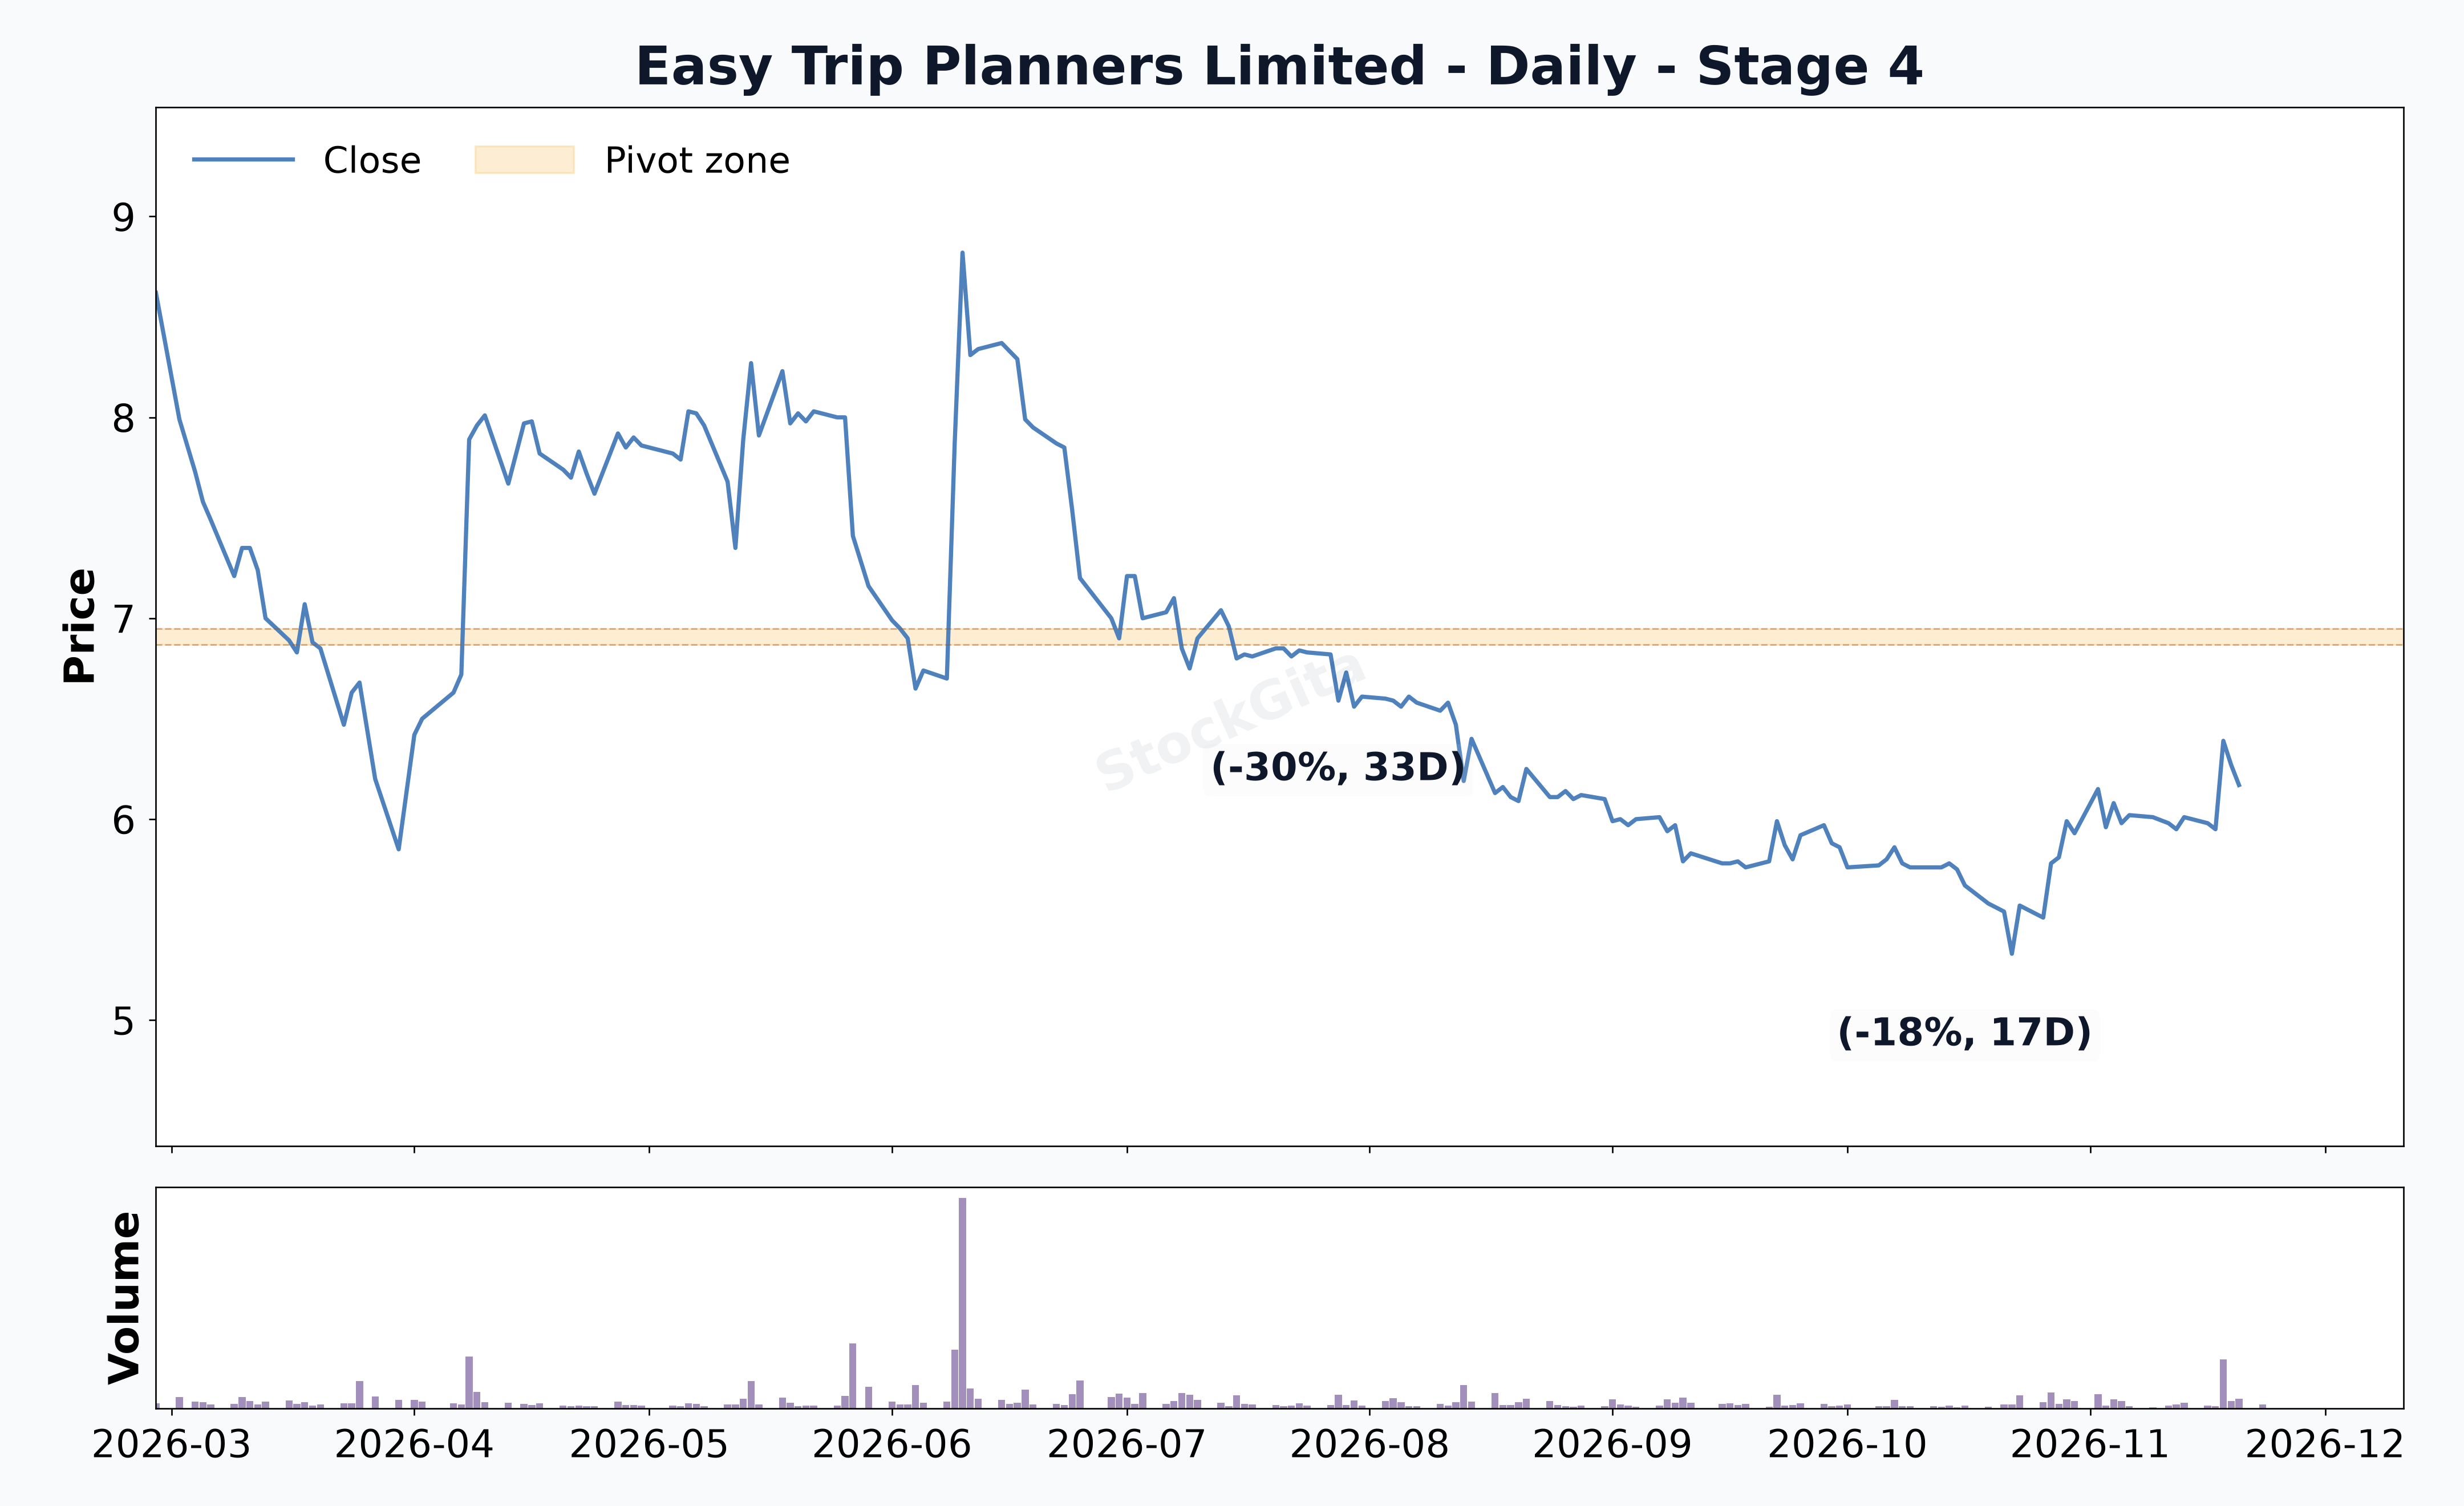 Easy Trip Planners Limited - Daily - Stage 4
Close
Pivot zone
Price
9
8
7
6
5
StockGita
(-30%, 33D)
(-18%, 17D)
Volume
2026-03
2026-04
2026-05
2026-06
2026-07
2026-08
2026-09
2026-10
2026-11
2026-12